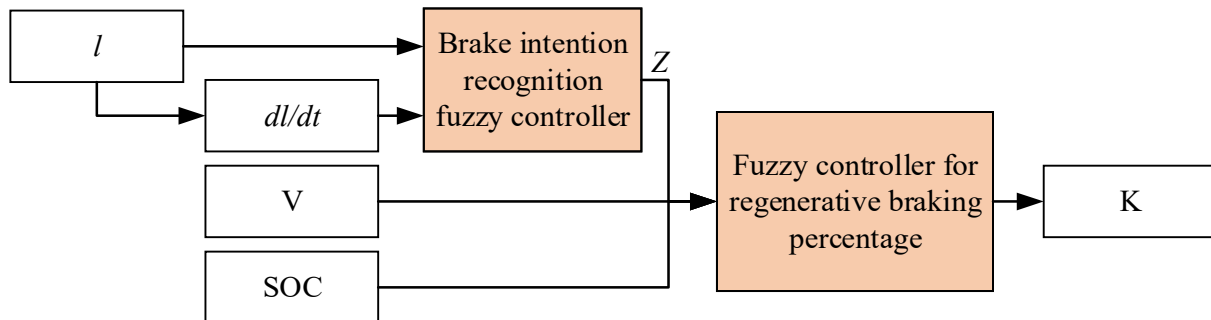 l
Brake intention
recognition
fuzzy controller
Z
dl/dt
V
SOC
Fuzzy controller for
regenerative braking
percentage
K